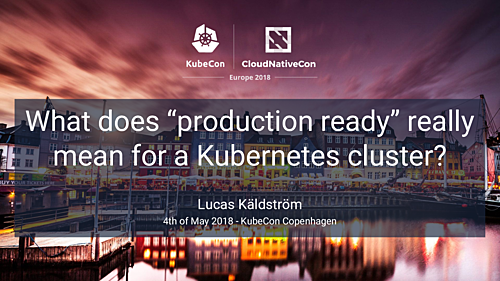 KubeCon
CloudNativeCon
Europe 2018
What does “production ready” really
mean for a Kubernetes cluster?
Lucas Käldström
4th of May 2018 - KubeCon Copenhagen